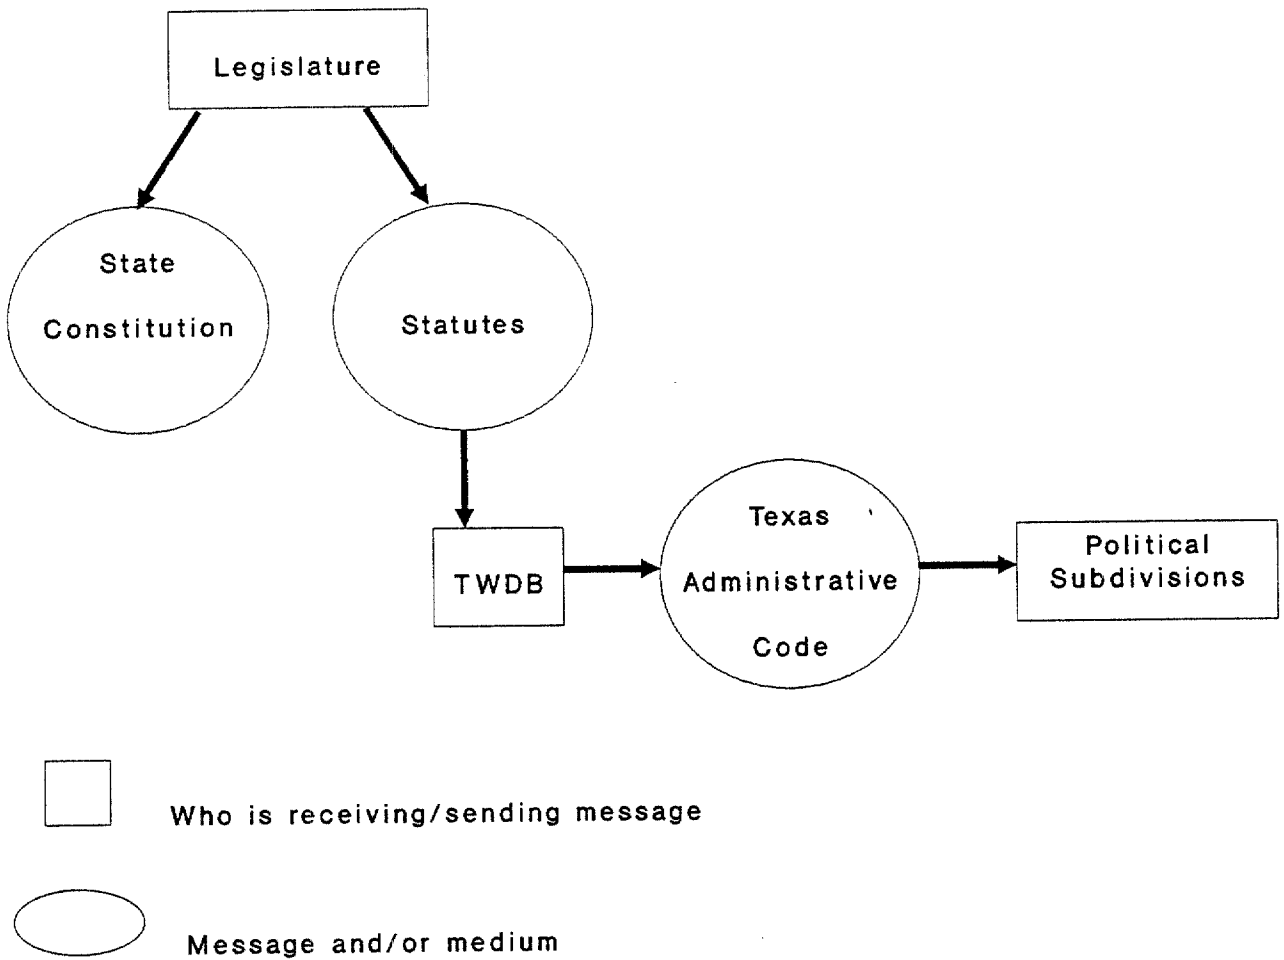 Legislature
State
Constitution
Statutes
TWDB
Texas
Administrative
Code
Political
Subdivisions
Who is receiving/sending message
Message and/or medium